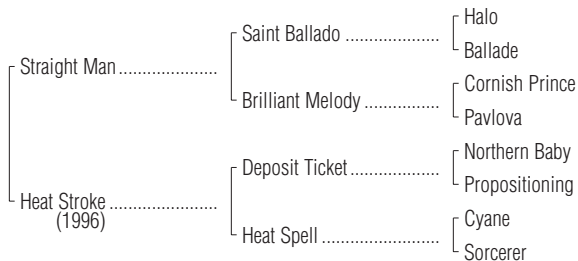 Halo
Saint Ballado ..................
Ballade
Straight Man ...................
Cornish Prince
Brilliant Melody ..............
Pavlova
Northern Baby
Deposit Ticket .................
Propositioning
Heat Stroke ....................
(1996)
Cyane
Heat Spell ......................
Sorcerer